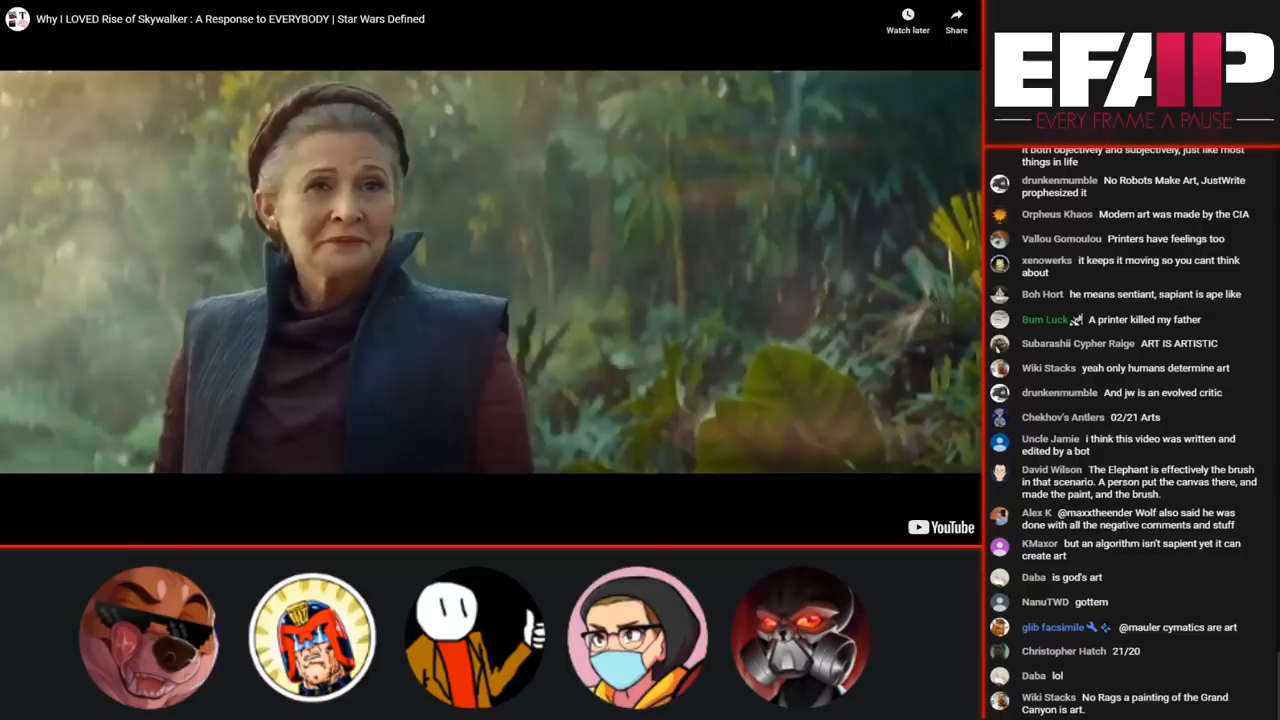 Why I LOVED Rise of Skywalker : A Response to EVERYBODY | Star Wars Defined
Watch later
Share
YouTube
EFAP
EVERY FRAME A PAUSE
it both objectively and subjectively, just like most
things in life
drunkenmumble No Robots Make Art, JustWrite
prophesized it
Orpheus Khaos Modern art was made by the CIA
Vallou Gomoulou Printers have feelings too
xenowerks it keeps it moving so you cant think
about
Boh Hort he means sentiant, sapiant is ape like
Bum Luck A printer killed my father
Subarashii Cypher Raige ART IS ARTISTIC
Wiki Stacks yeah only humans determine art
drunkenmumble And jw is an evolved critic
Chekhov's Antlers 02/21 Arts
Uncle Jamie i think this video was written and
edited by a bot
David Wilson The Elephant is effectively the brush
in that scenario. A person put the canvas there, and
made the paint, and the brush.
Alex K @maxxtheender Wolf also said he was
done with all the negative comments and stuff
KMaxor but an algorithm isn't sapient yet it can
create art
Daba is god's art
NanuTWD gottem
glib facsimile @mauler cymatics are art
Christopher Hatch 21/20
Daba lol
Wiki Stacks No Rags a painting of the Grand
Canyon is art.